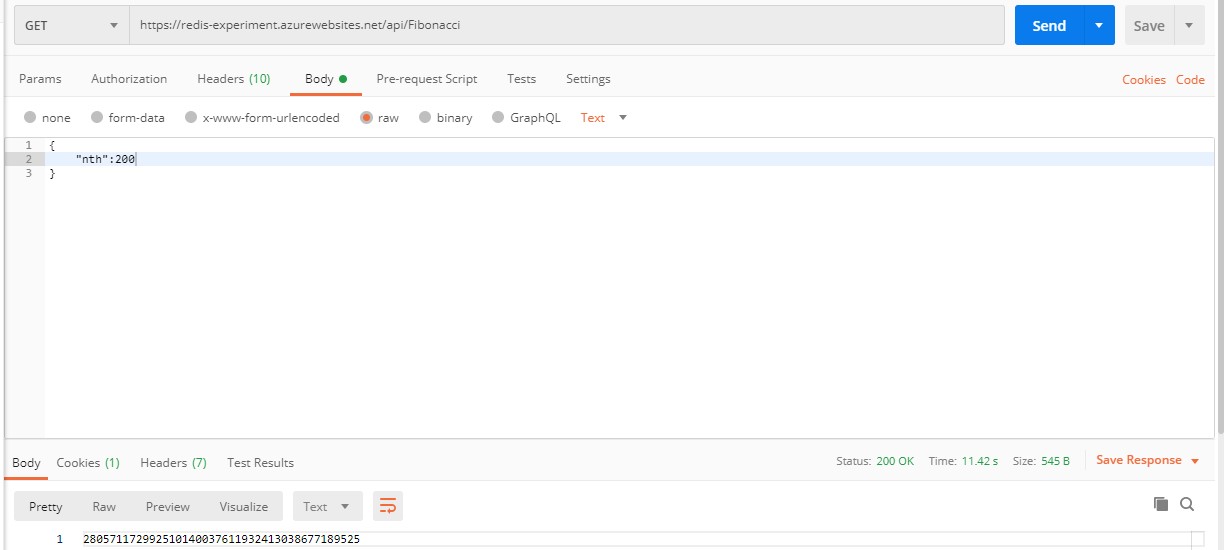 GET https://redis-experiment.azurewebsites.net/api/Fibonacci Send Save
Params Authorization Headers (10) Body Pre-request Script Tests Settings Cookies Code
none form-data x-www-form-urlencoded raw binary GraphQL Text
1 {
2 "nth":200
3 }
Body Cookies (1) Headers (7) Test Results Status: 200 OK Time: 11.42 s Size: 545 B Save Response
Pretty Raw Preview Visualize Text
1 280571172992510140037611932413038677189525